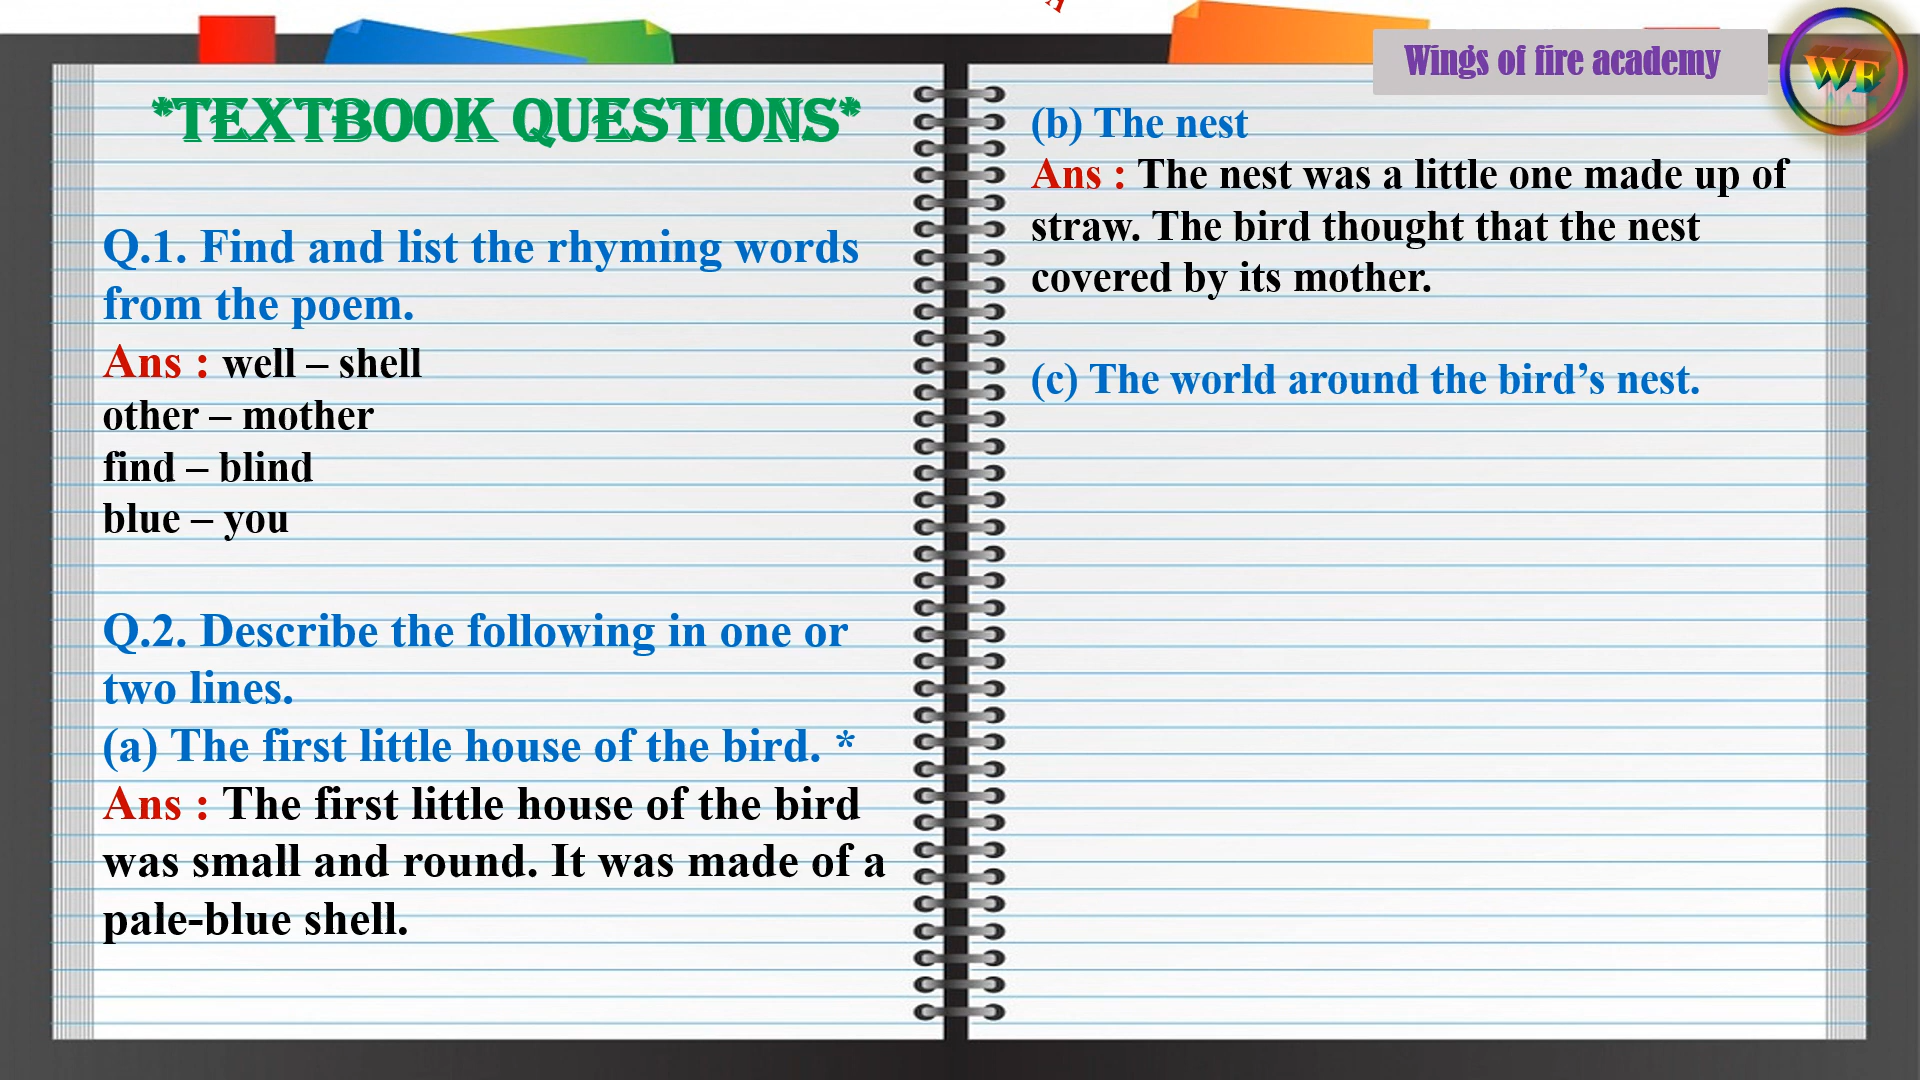 *TEXTBOOK QUESTIONS*
Q.1. Find and list the rhyming words
from the poem.
Ans : well – shell
other – mother
find – blind
blue – you
Q.2. Describe the following in one or
two lines.
(a) The first little house of the bird. *
Ans : The first little house of the bird
was small and round. It was made of a
pale-blue shell.
Wings of fire academy
WF
(b) The nest
Ans : The nest was a little one made up of
straw. The bird thought that the nest
covered by its mother.
(c) The world around the bird’s nest.